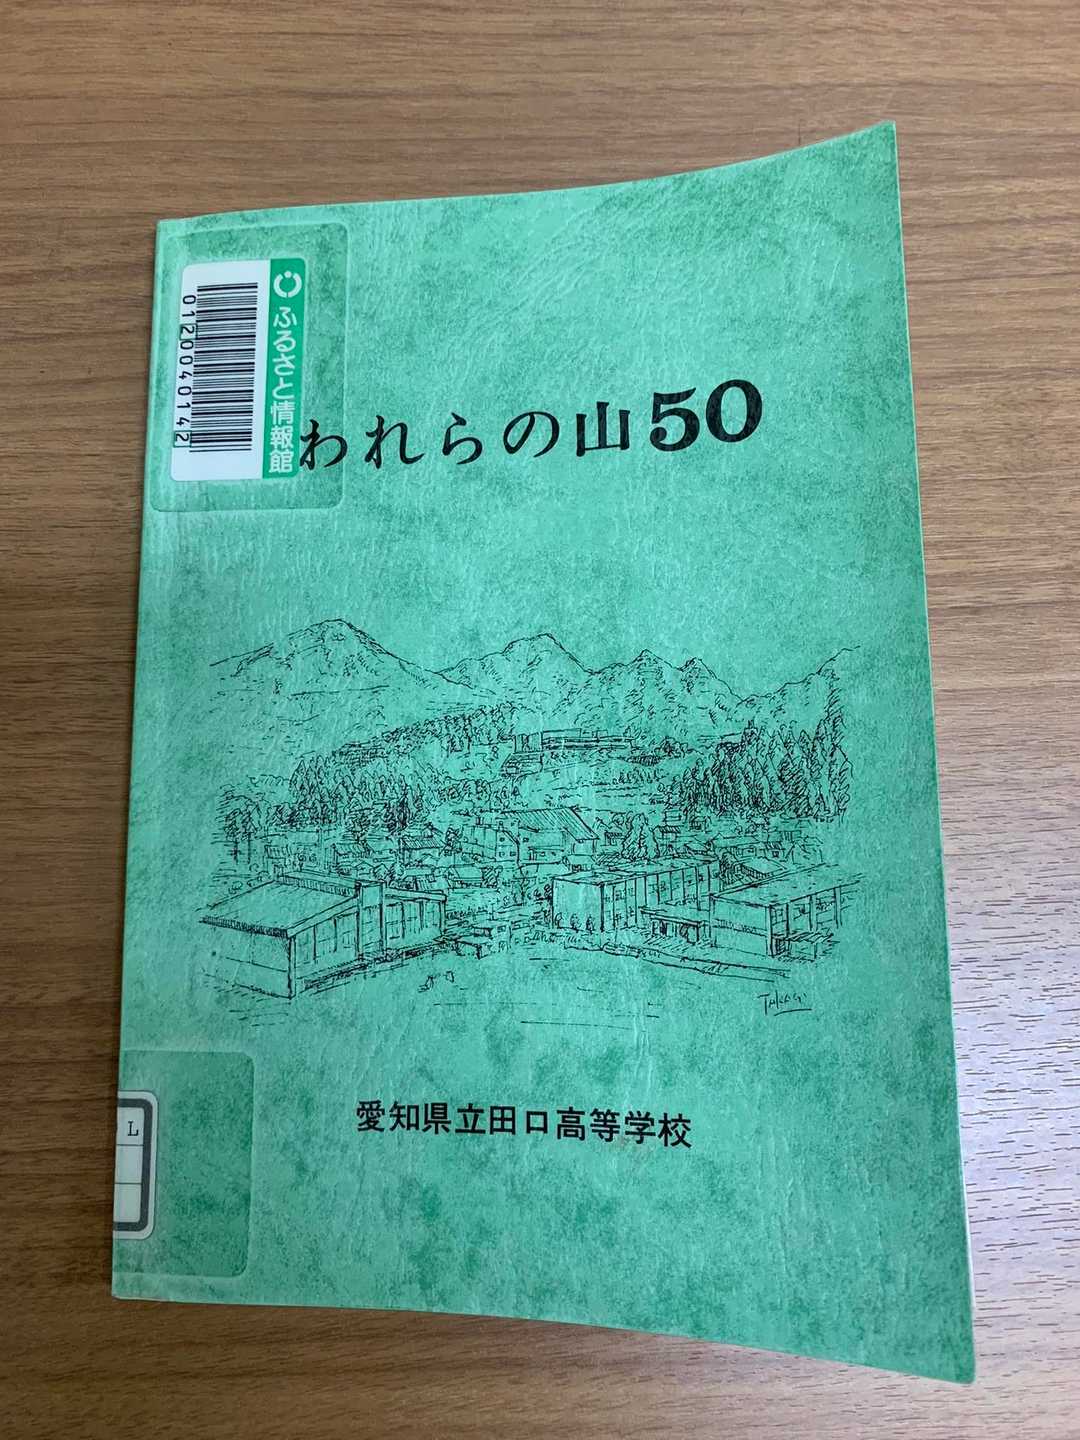 ふるさと情報館
0120040142
われらの山50
TAKAGI
愛知県立田口高等学校
L